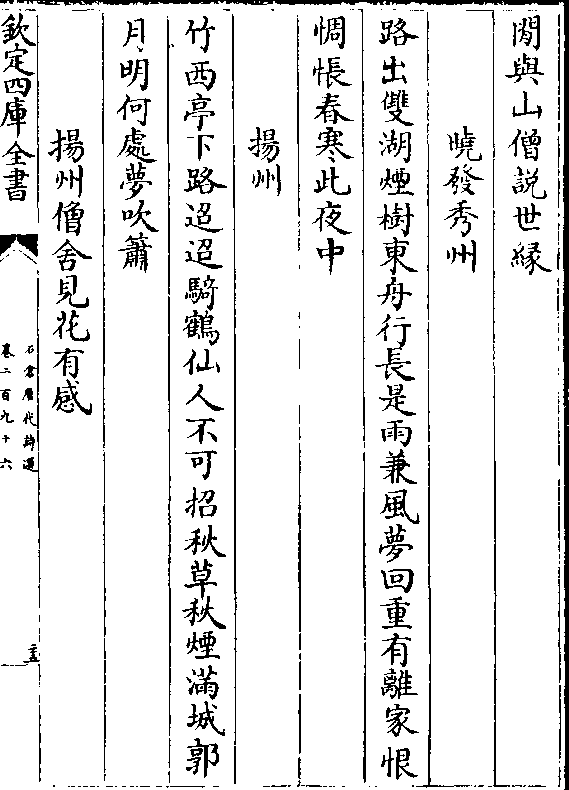 閒與山僧說世緣
曉發秀州
路出雙湖煙樹東舟行長是雨兼風夢回重有離家恨
惆悵春寒此夜中
揚州
竹西亭下路迢迢騎鶴仙人不可招秋草秋煙滿城郭
月明何處夢吹簫
揚州僧舍見花有感
欽定四庫全書
石倉歷代詩選
卷二百九十六